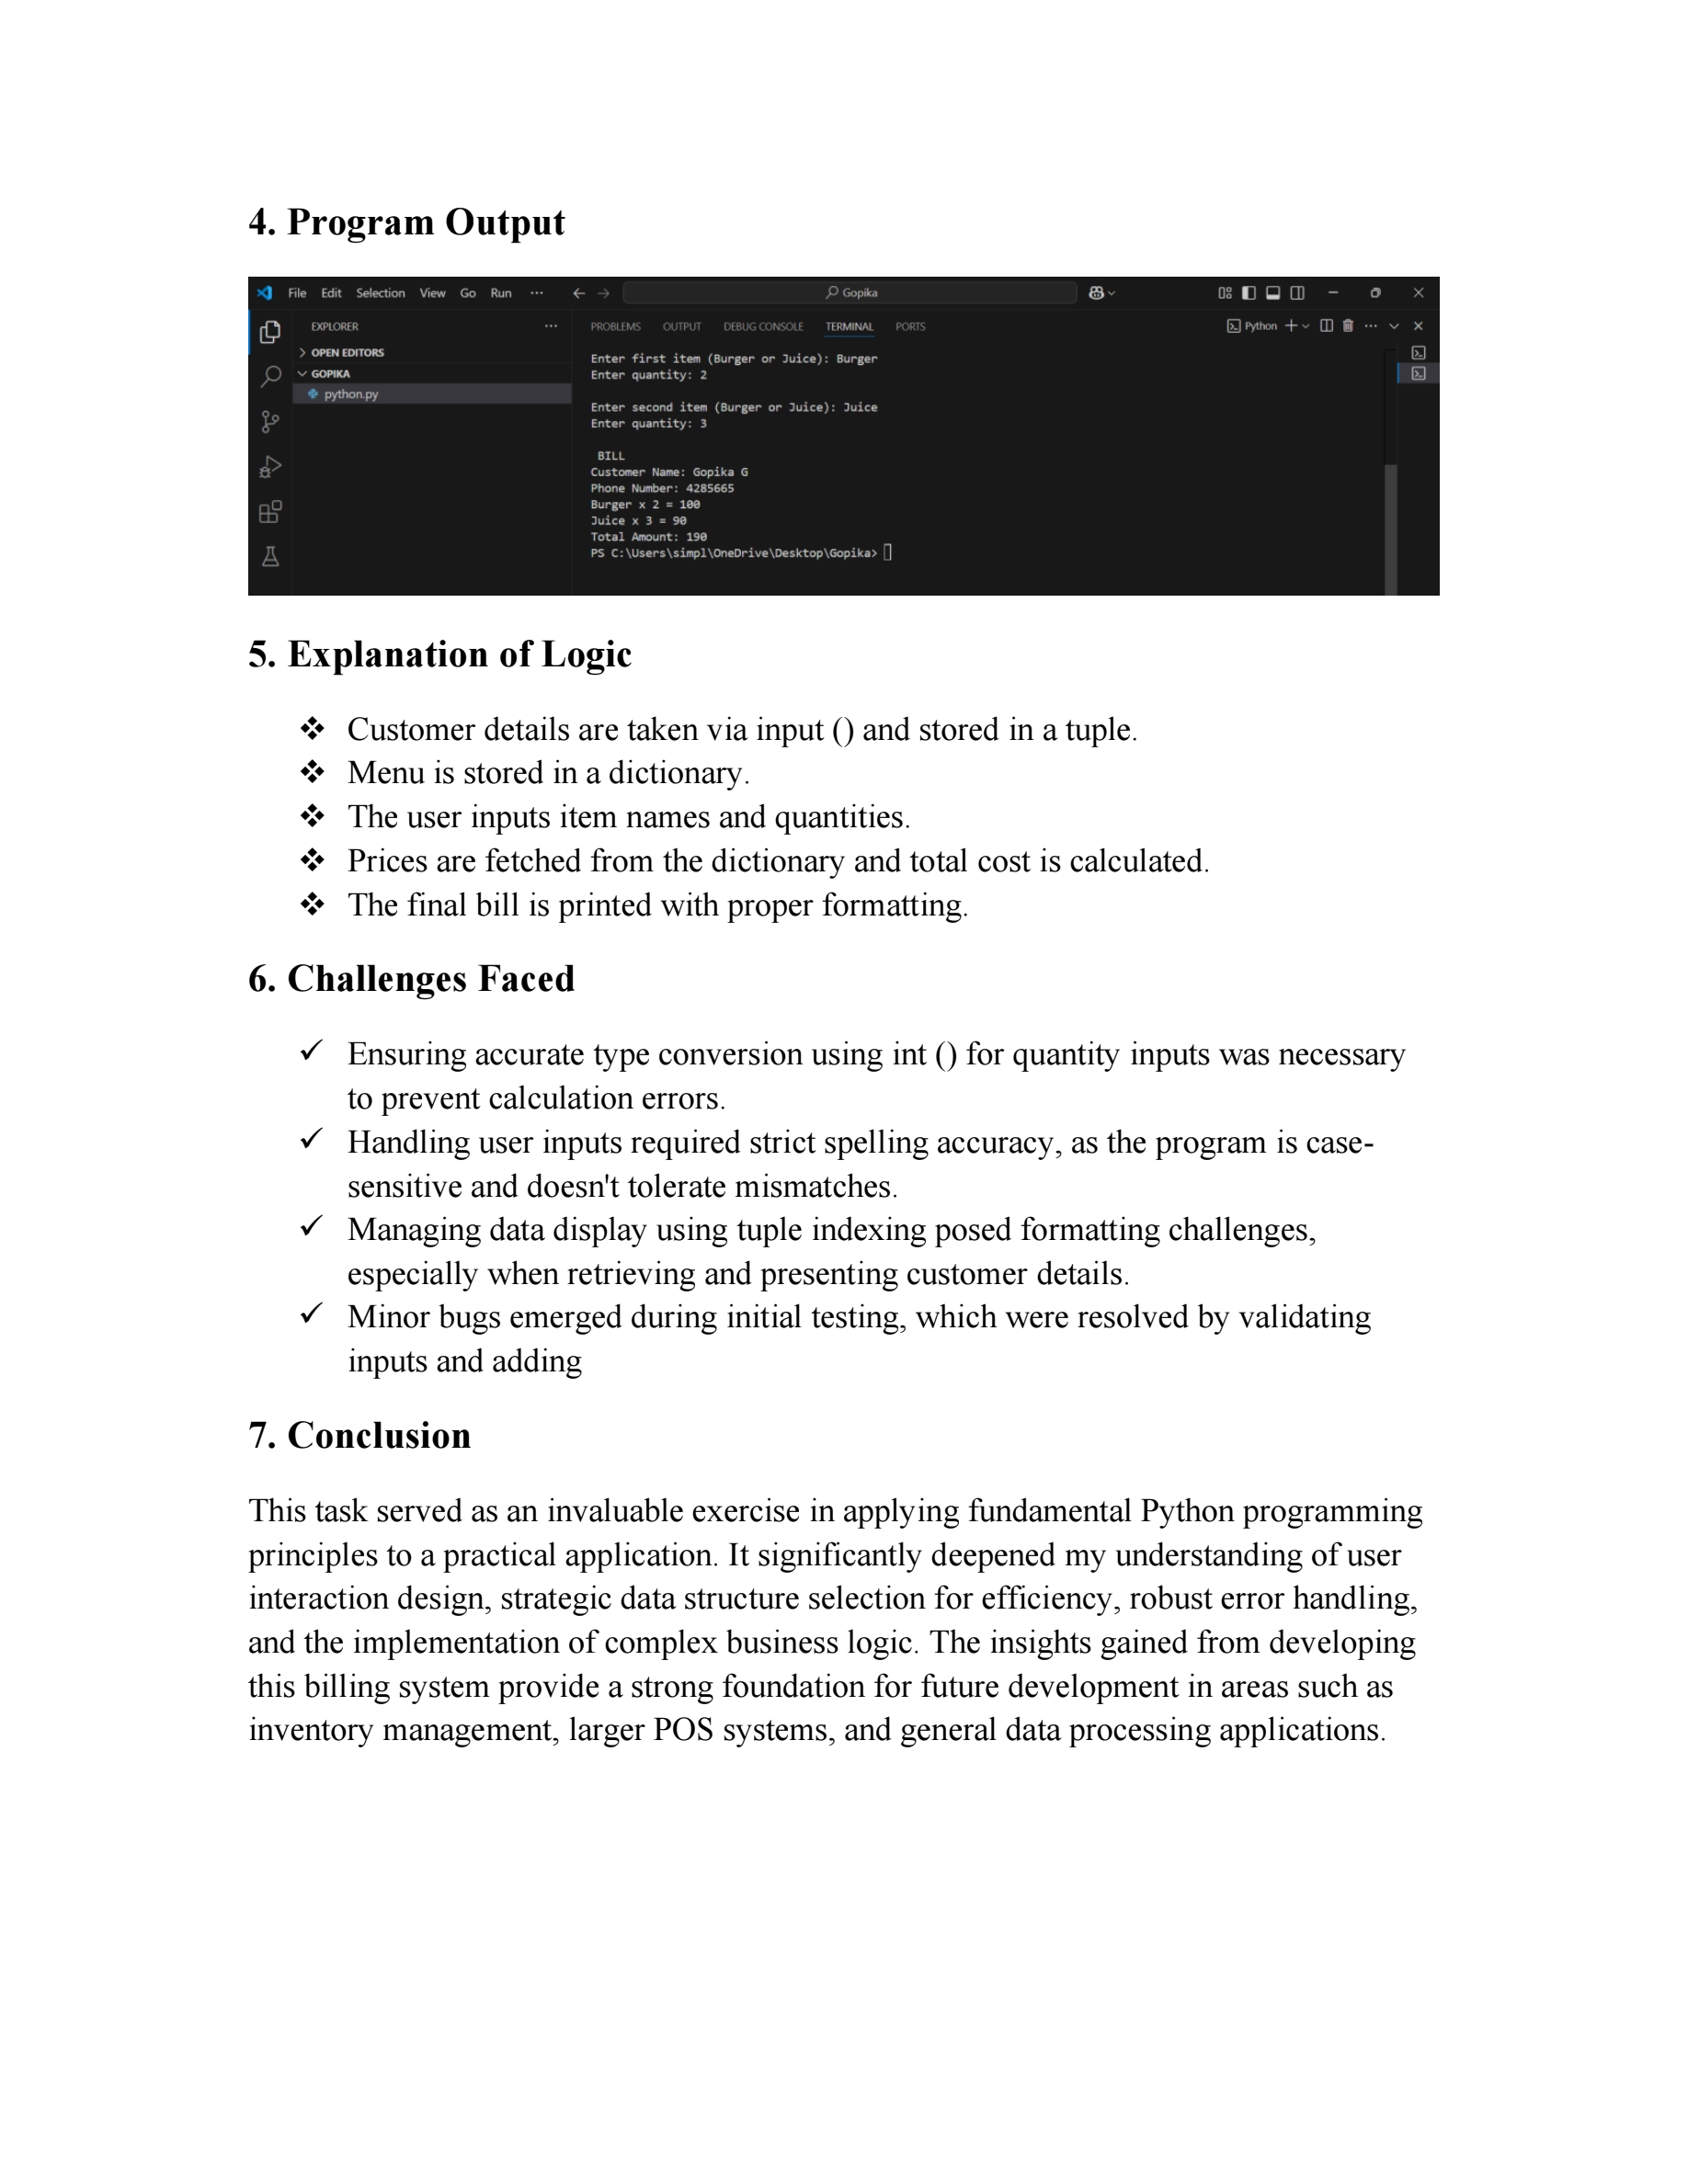 4. Program Output
File Edit Selection View Go Run ... Gopika
EXPLORER ... PROBLEMS OUTPUT DEBUG CONSOLE TERMINAL PORTS Python ...
OPEN EDITORS
GOPIKA
python.py
Enter first item (Burger or Juice): Burger
Enter quantity: 2
Enter second item (Burger or Juice): Juice
Enter quantity: 3
BILL
Customer Name: Gopika G
Phone Number: 4285665
Burger x 2 = 100
Juice x 3 = 90
Total Amount: 190
PS C:\Users\simpl\OneDrive\Desktop\Gopika>
5. Explanation of Logic
❖ Customer details are taken via input () and stored in a tuple.
❖ Menu is stored in a dictionary.
❖ The user inputs item names and quantities.
❖ Prices are fetched from the dictionary and total cost is calculated.
❖ The final bill is printed with proper formatting.
6. Challenges Faced
✓ Ensuring accurate type conversion using int () for quantity inputs was necessary
to prevent calculation errors.
✓ Handling user inputs required strict spelling accuracy, as the program is case-
sensitive and doesn't tolerate mismatches.
✓ Managing data display using tuple indexing posed formatting challenges,
especially when retrieving and presenting customer details.
✓ Minor bugs emerged during initial testing, which were resolved by validating
inputs and adding
7. Conclusion
This task served as an invaluable exercise in applying fundamental Python programming
principles to a practical application. It significantly deepened my understanding of user
interaction design, strategic data structure selection for efficiency, robust error handling,
and the implementation of complex business logic. The insights gained from developing
this billing system provide a strong foundation for future development in areas such as
inventory management, larger POS systems, and general data processing applications.